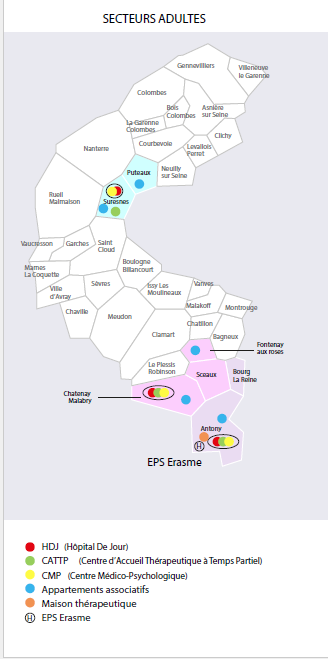 SECTEURS ADULTES
Gennevilliers
Villeneuve
le Garenne
Colombes
Bois
Colombes
Asnière
sur Seine
La Garenne
Colombes
Clichy
Courbevoie
Levallois
Perret
Nanterre
Puteaux
Neuilly
sur Seine
Rueil
Malmaison
Suresnes
Vaucresson
Garches
Saint
Cloud
Marnes
La Coquette
Boulogne
Billancourt
Ville
d'Avray
Sèvres
Issy Les
Moulineaux
Vanves
Chaville
Meudon
Malakoff
Montrouge
Chatillon
Clamart
Bagneux
Fontenay
aux roses
Le Plessis
Robinson
Sceaux
Bourg
La Reine
Chatenay
Malabry
Antony
H
EPS Erasme
HDJ (Hôpital De Jour)
CATTP (Centre d'Accueil Thérapeutique à Temps Partiel)
CMP (Centre Médico-Psychologique)
Appartements associatifs
Maison thérapeutique
H EPS Erasme